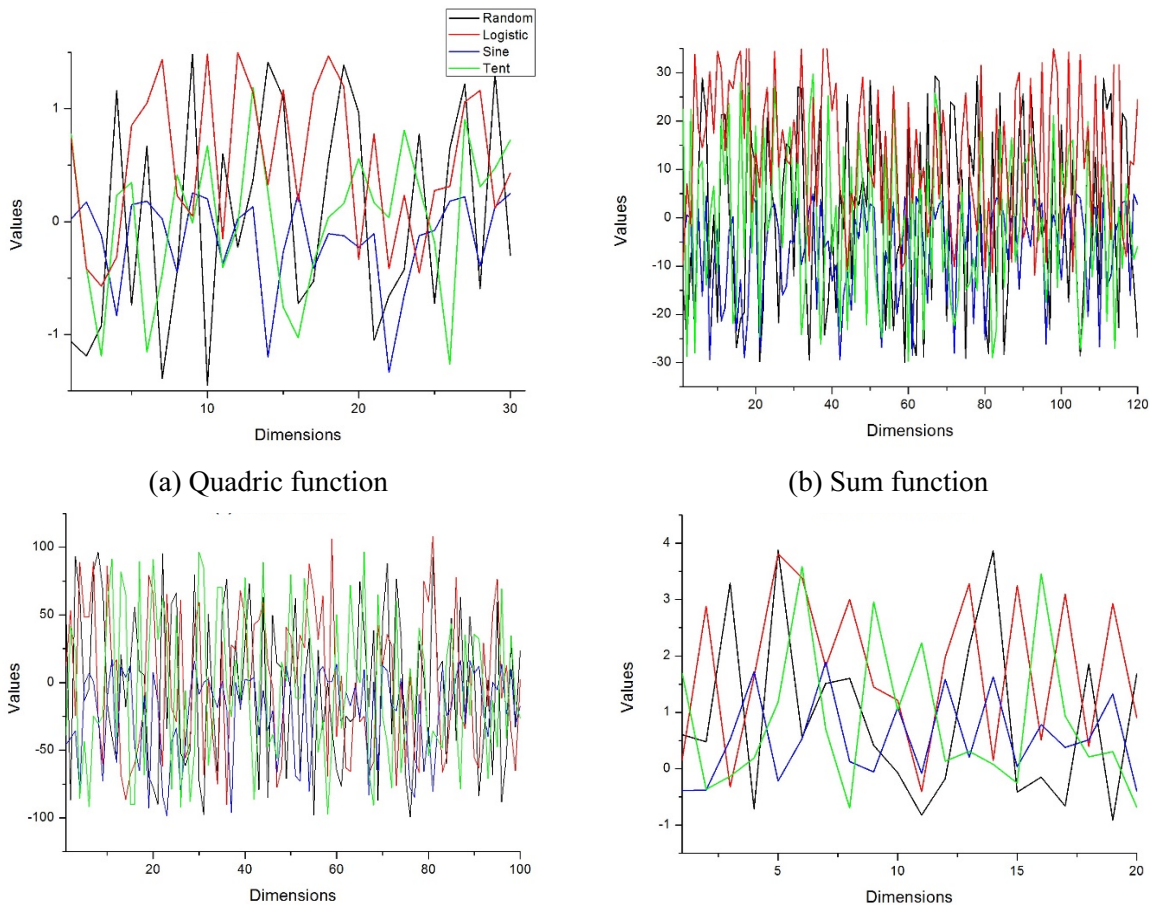 Random
Logistic
Sine
Tent
1
0
-1
Values
10
20
30
Dimensions
(a) Quadric function
30
20
10
0
-10
-20
-30
Values
20
40
60
80
100
120
Dimensions
(b) Sum function
100
50
0
-50
-100
Values
20
40
60
80
100
Dimensions
4
3
2
1
0
-1
Values
5
10
15
20
Dimensions